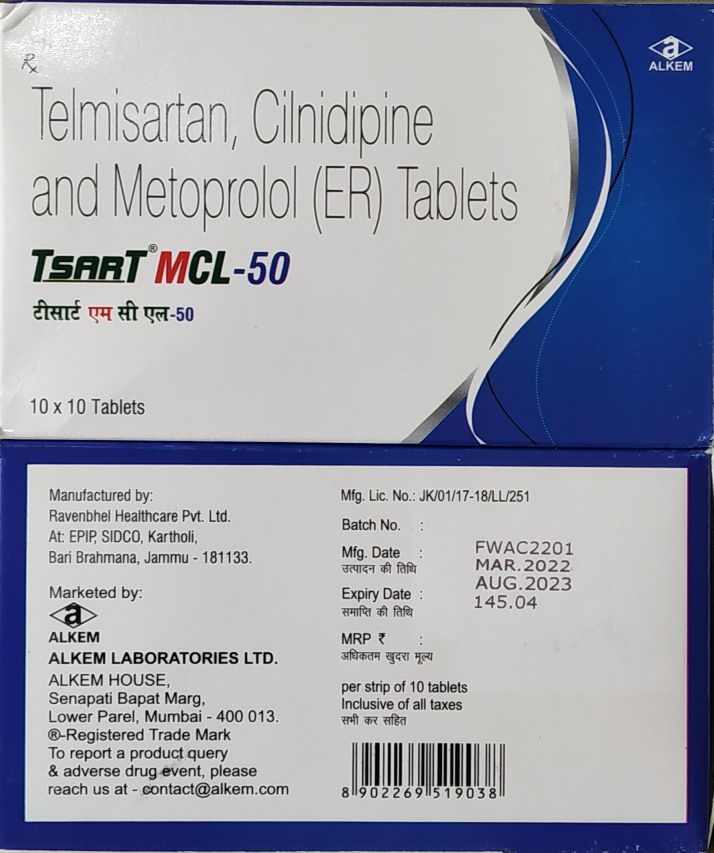 Rx
a
ALKEM
Telmisartan, Cilnidipine
and Metoprolol (ER) Tablets
TSART® MCL-50
टीसार्ट एम सी एल-50
10 x 10 Tablets
Manufactured by:
Ravenbhel Healthcare Pvt. Ltd.
At: EPIP, SIDCO, Kartholi,
Bari Brahmana, Jammu - 181133.
Marketed by:
a
ALKEM
ALKEM LABORATORIES LTD.
ALKEM HOUSE,
Senapati Bapat Marg,
Lower Parel, Mumbai - 400 013.
®-Registered Trade Mark
To report a product query
& adverse drug event, please
reach us at - contact@alkem.com
Mfg. Lic. No.: JK/01/17-18/LL/251
Batch No. :
Mfg. Date :
उत्पादन की तिथि
Expiry Date :
समाप्ति की तिथि
MRP ₹ :
अधिकतम खुदरा मूल्य
FWAC2201
MAR.2022
AUG.2023
145.04
per strip of 10 tablets
Inclusive of all taxes
सभी कर सहित
8 902269 519038